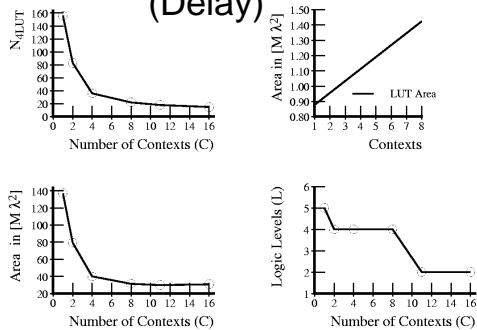 (Delay)
N4LUT
160
140
120
100
80
60
40
20
0
0 2 4 6 8 10 12 14 16
Number of Contexts (C)
Area in [M λ²]
1.50
1.40
1.30
1.20
1.10
1.00
0.90
0.80
LUT Area
1 2 3 4 5 6 7 8
Contexts
Area in [M λ²]
140
120
100
80
60
40
20
0 2 4 6 8 10 12 14 16
Number of Contexts (C)
Logic Levels (L)
6
5
4
3
2
1
0 2 4 6 8 10 12 14 16
Number of Contexts (C)